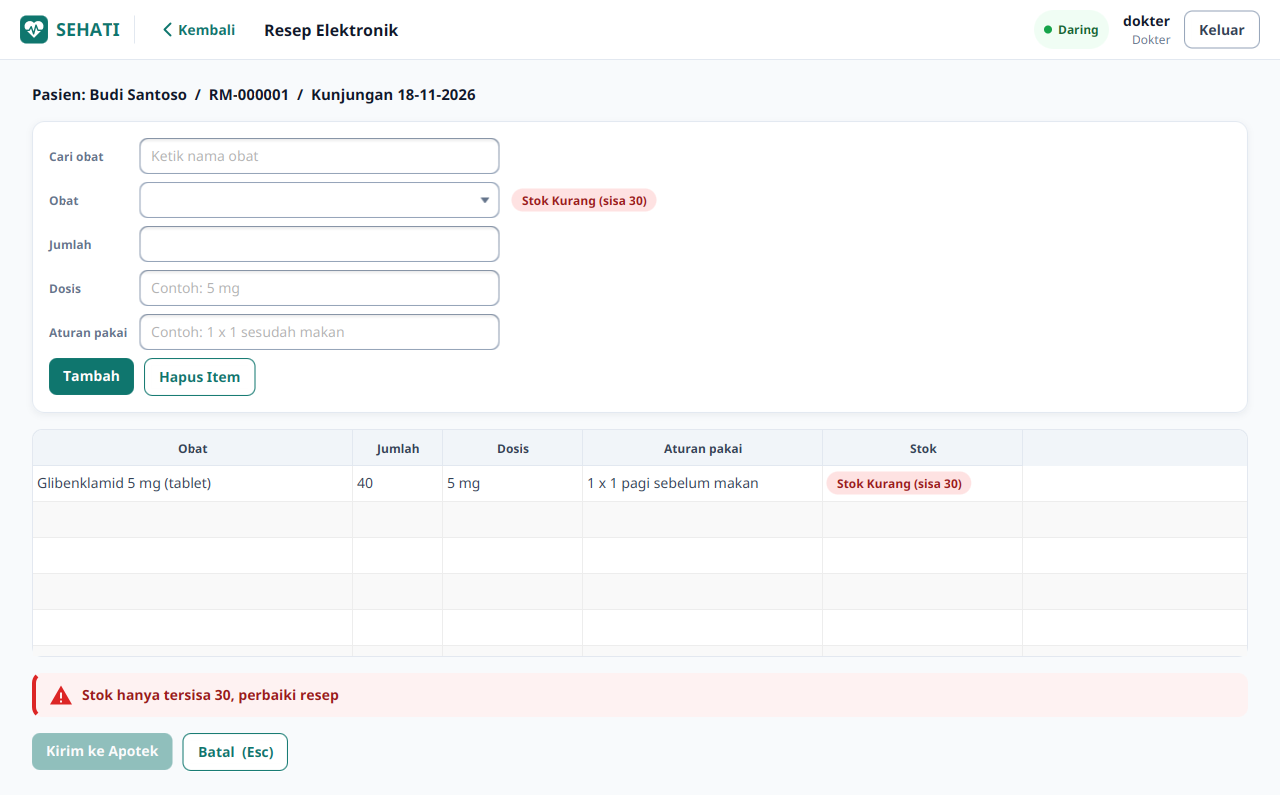 SEHATI
Kembali
Resep Elektronik
Daring
dokter
Dokter
Keluar
Pasien: Budi Santoso / RM-000001 / Kunjungan 18-11-2026
Cari obat
Ketik nama obat
Obat
Stok Kurang (sisa 30)
Jumlah
Dosis
Contoh: 5 mg
Aturan pakai
Contoh: 1 x 1 sesudah makan
Tambah
Hapus Item
Obat Jumlah Dosis Aturan pakai Stok
Glibenklamid 5 mg (tablet) 40 5 mg 1 x 1 pagi sebelum makan Stok Kurang (sisa 30)
Stok hanya tersisa 30, perbaiki resep
Kirim ke Apotek
Batal (Esc)